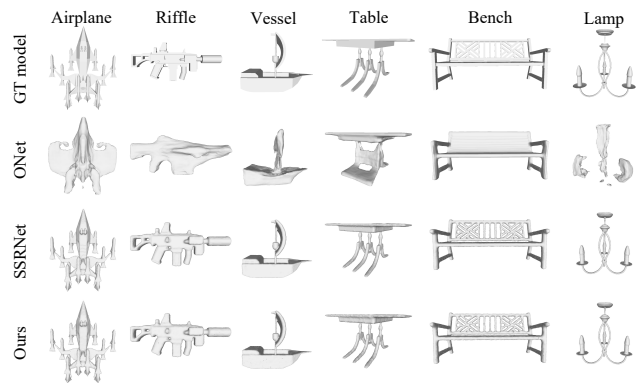 Airplane Riffle Vessel Table Bench Lamp
GT model
ONet
SSRNet
Ours